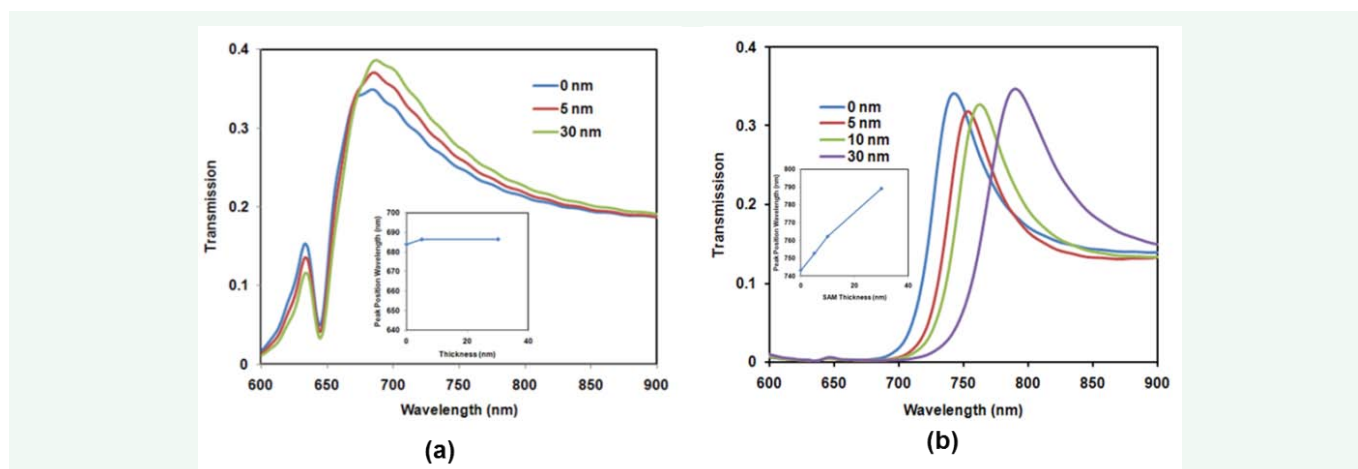 0.4
0.3
0.2
0.1
0
Transmission
0 nm
5 nm
30 nm
700
690
680
670
660
650
640
Peak Position Wavelength (nm)
0 20 40
Thickness (nm)
600 650 700 750 800 850 900
Wavelength (nm)
(a)
0.4
0.3
0.2
0.1
0
Transmisison
0 nm
5 nm
10 nm
30 nm
800
790
780
770
760
750
740
Peak Position Wavelength (nm)
0 20 40
SAM Thickness (nm)
600 650 700 750 800 850 900
Wavelength (nm)
(b)